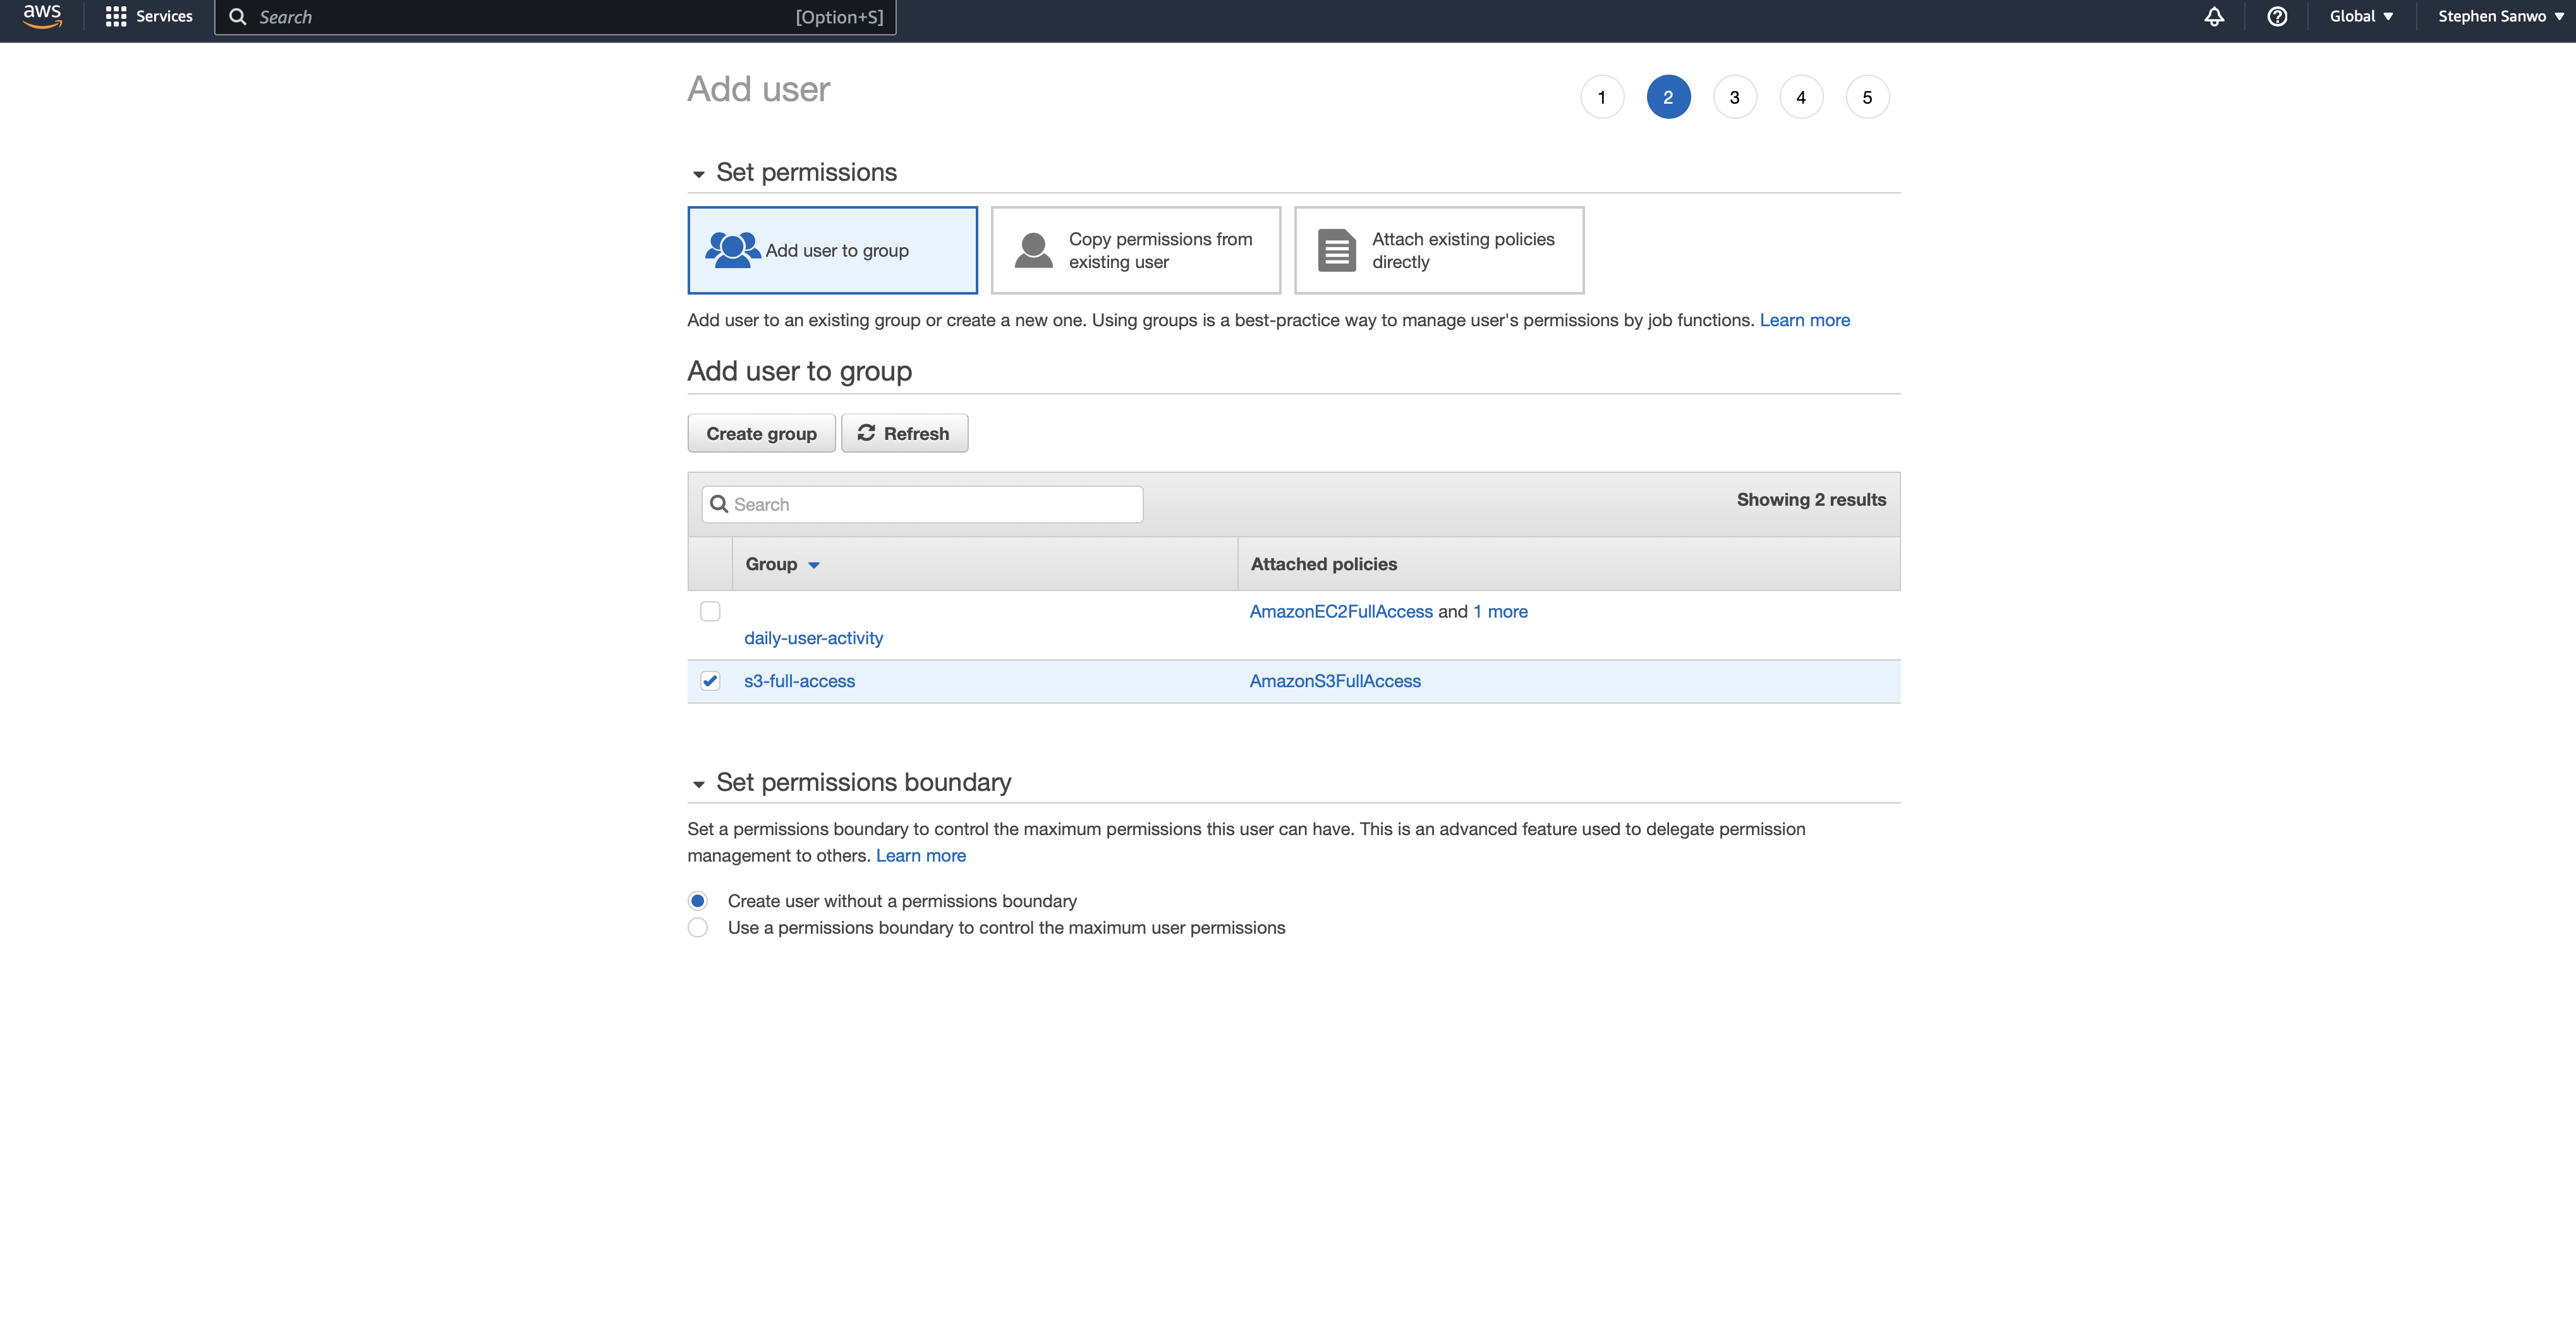 aws
Services
Search
[Option+S]
Global
Stephen Sanwo
Add user
1
2
3
4
5
Set permissions
Add user to group
Copy permissions from
existing user
Attach existing policies
directly
Add user to an existing group or create a new one. Using groups is a best-practice way to manage user's permissions by job functions. Learn more
Add user to group
Create group
Refresh
Search
Showing 2 results
Group
Attached policies
AmazonEC2FullAccess and 1 more
daily-user-activity
s3-full-access
AmazonS3FullAccess
Set permissions boundary
Set a permissions boundary to control the maximum permissions this user can have. This is an advanced feature used to delegate permission
management to others. Learn more
Create user without a permissions boundary
Use a permissions boundary to control the maximum user permissions